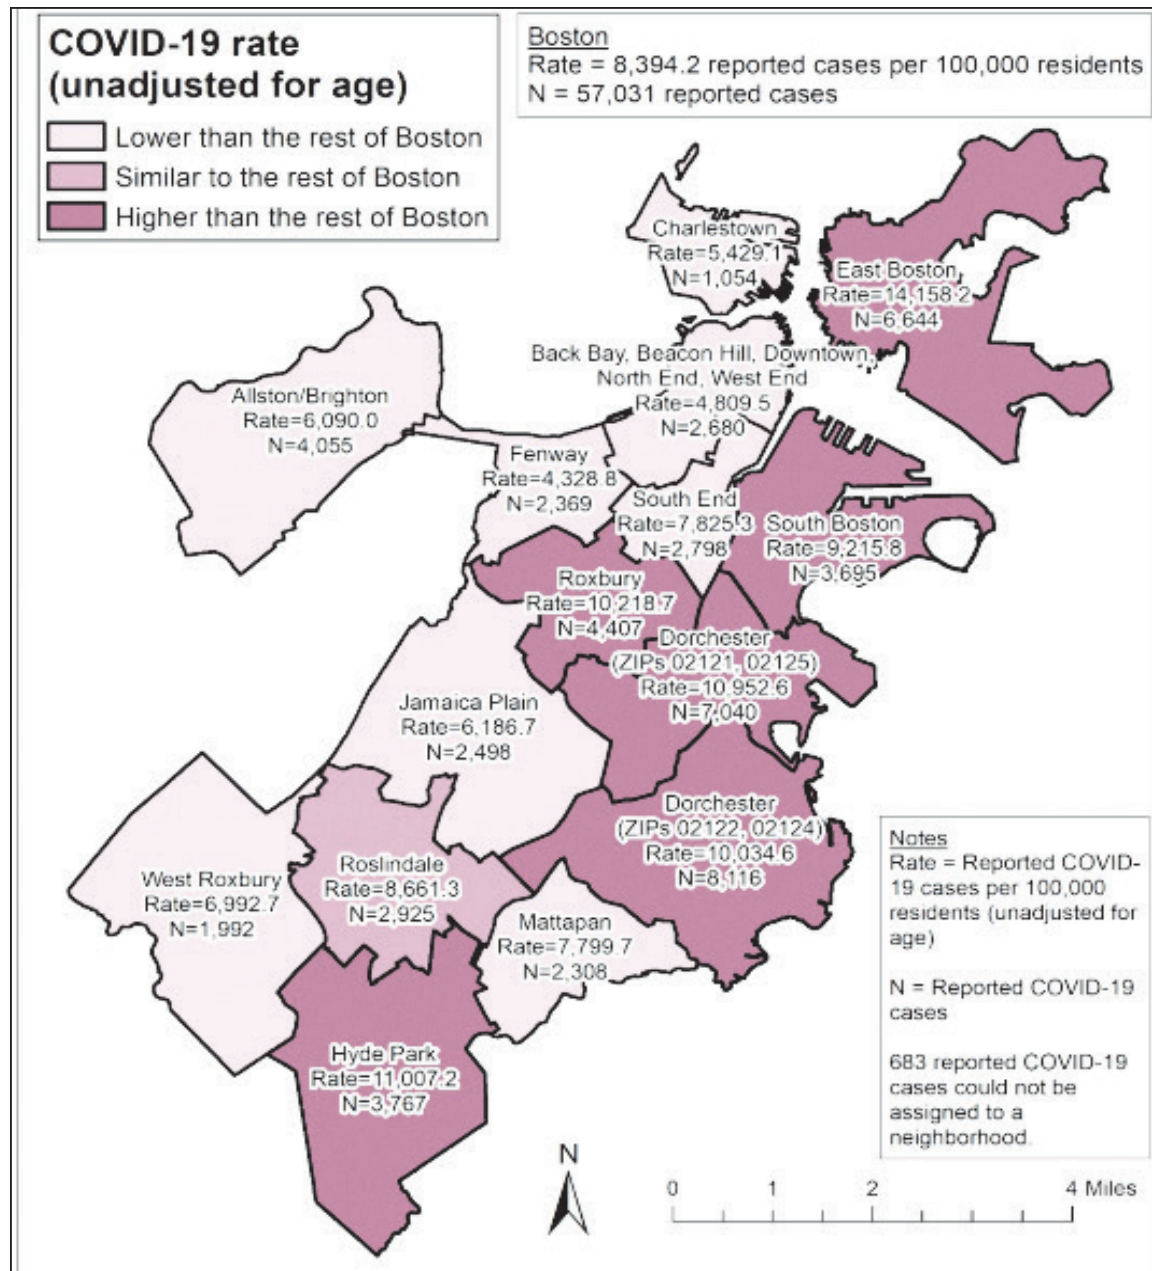 COVID-19 rate
(unadjusted for age)
Lower than the rest of Boston
Similar to the rest of Boston
Higher than the rest of Boston
Boston
Rate = 8,394.2 reported cases per 100,000 residents
N = 57,031 reported cases
Charlestown
Rate=5,429.1
N=1,054
East Boston
Rate=14,158.2
N=6,644
Back Bay, Beacon Hill, Downtown,
North End, West End
Rate=4,809.5
N=2,680
Allston/Brighton
Rate=6,090.0
N=4,055
Fenway
Rate=4,328.8
N=2,369
South End
Rate=7,825.3
N=2,798
South Boston
Rate=9,215.8
N=3,695
Roxbury
Rate=10,218.7
N=4,407
Dorchester
(ZIPs 02121, 02125)
Rate=10,952.6
N=7,040
Jamaica Plain
Rate=6,186.7
N=2,498
Dorchester
(ZIPs 02122, 02124)
Rate=10,034.6
N=8,116
West Roxbury
Rate=6,992.7
N=1,992
Roslindale
Rate=8,661.3
N=2,925
Mattapan
Rate=7,799.7
N=2,308
Hyde Park
Rate=11,007.2
N=3,767
Notes
Rate = Reported COVID-
19 cases per 100,000
residents (unadjusted for
age)
N = Reported COVID-19
cases
683 reported COVID-19
cases could not be
assigned to a
neighborhood.
N
0 1 2 4 Miles